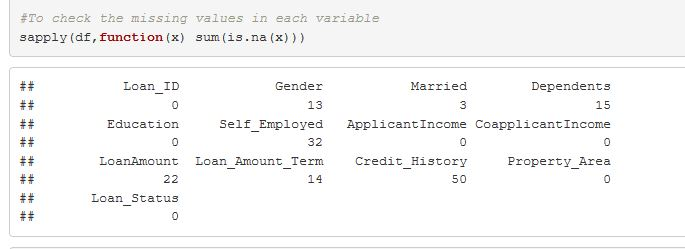 #To check the missing values in each variable
sapply(df,function(x) sum(is.na(x)))
## Loan_ID Gender Married Dependents
## 0 13 3 15
## Education Self_Employed ApplicantIncome CoapplicantIncome
## 0 32 0 0
## LoanAmount Loan_Amount_Term Credit_History Property_Area
## 22 14 50 0
## Loan_Status
## 0